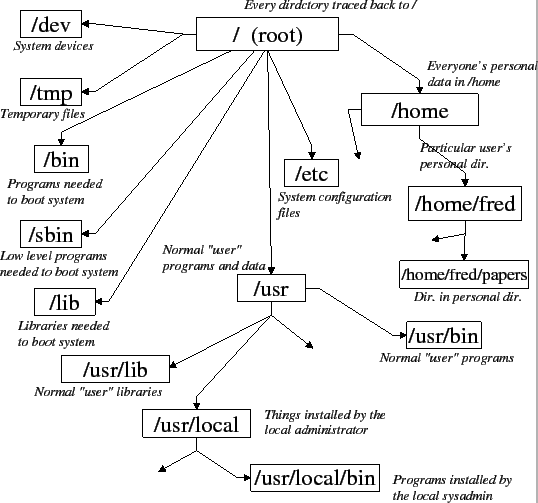 Every dirdctory traced back to /
/dev
/ (root)
System devices
Everyone's personal
data in /home
/tmp
/home
Temporary files
Particular user's
personal dir.
/bin
/etc
Programs needed
to boot system
System configuration
files
/home/fred
/sbin
Low level programs
needed to boot system
Normal "user"
programs and data
/home/fred/papers
/usr
Dir. in personal dir.
/lib
Libraries needed
to boot system
/usr/bin
Normal "user" programs
/usr/lib
Normal "user" libraries
/usr/local
Things installed by the
local administrator
/usr/local/bin
Programs installed by
the local sysadmin